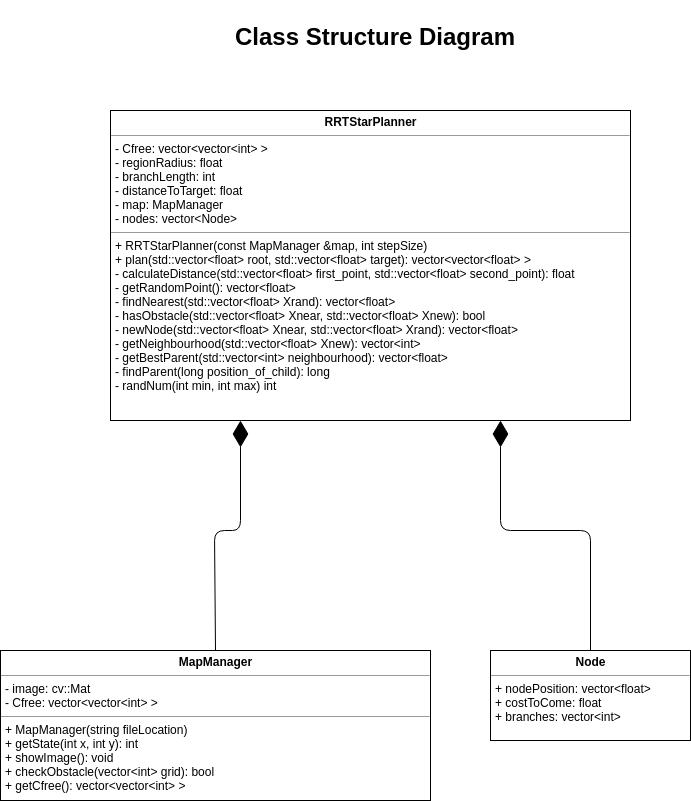 Class Structure Diagram
RRTStarPlanner
- Cfree: vector<vector<int> >
- regionRadius: float
- branchLength: int
- distanceToTarget: float
- map: MapManager
- nodes: vector<Node>
+ RRTStarPlanner(const MapManager &map, int stepSize)
+ plan(std::vector<float> root, std::vector<float> target): vector<vector<float> >
- calculateDistance(std::vector<float> first_point, std::vector<float> second_point): float
- getRandomPoint(): vector<float>
- findNearest(std::vector<float> Xrand): vector<float>
- hasObstacle(std::vector<float> Xnear, std::vector<float> Xnew): bool
- newNode(std::vector<float> Xnear, std::vector<float> Xrand): vector<float>
- getNeighbourhood(std::vector<float> Xnew): vector<int>
- getBestParent(std::vector<int> neighbourhood): vector<float>
- findParent(long position_of_child): long
- randNum(int min, int max) int
MapManager
- image: cv::Mat
- Cfree: vector<vector<int> >
+ MapManager(string fileLocation)
+ getState(int x, int y): int
+ showImage(): void
+ checkObstacle(vector<int> grid): bool
+ getCfree(): vector<vector<int> >
Node
+ nodePosition: vector<float>
+ costToCome: float
+ branches: vector<int>